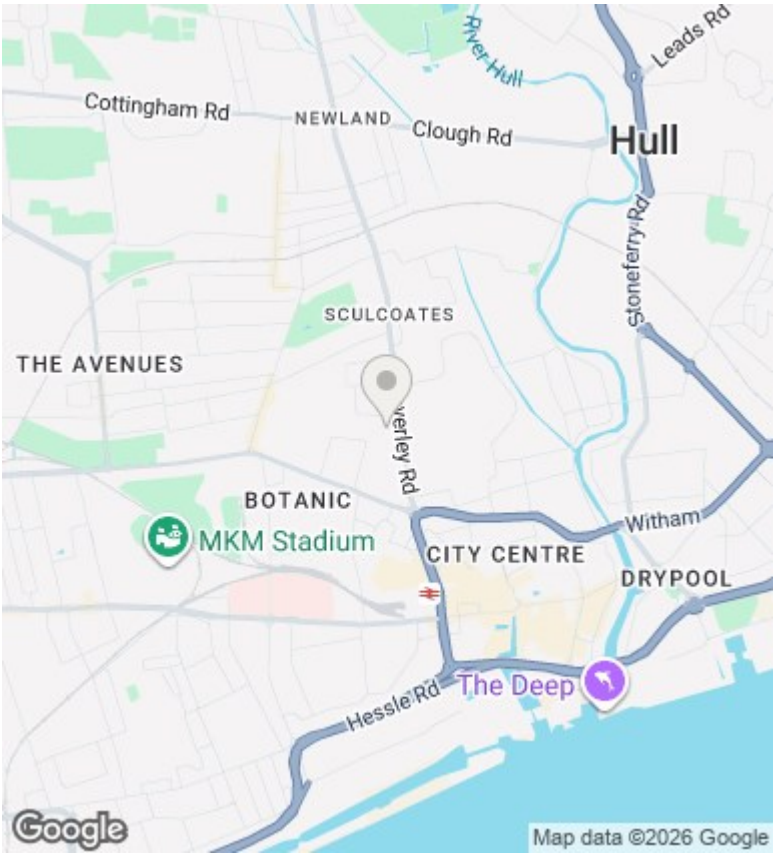 Leads Rd
River Hull
Cottingham Rd
NEWLAND
Clough Rd
Hull
Stoneferry Rd
SCULCOATES
THE AVENUES
verley Rd
BOTANIC
MKM Stadium
Witham
CITY CENTRE
DRYPOOL
The Deep
Hessle Rd
Google
Map data ©2026 Google